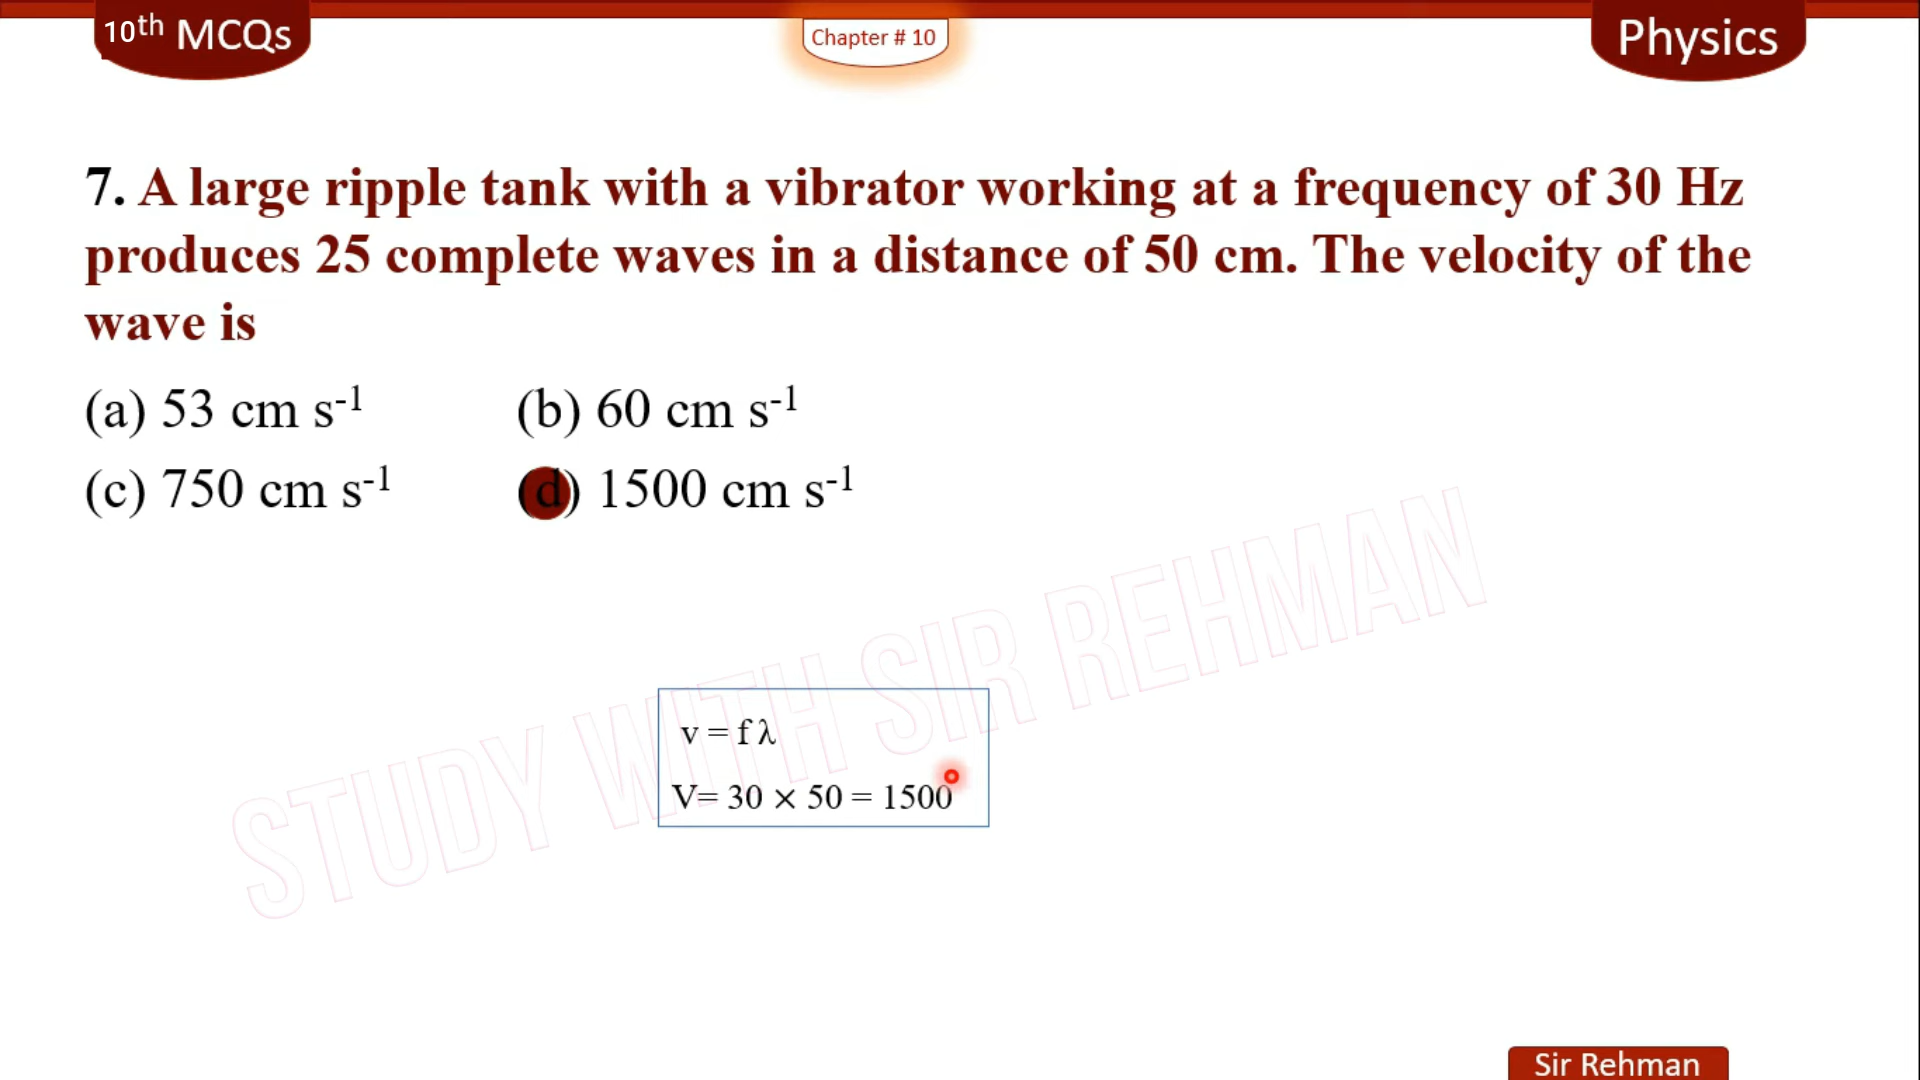 10th MCQs
Chapter # 10
Physics
7. A large ripple tank with a vibrator working at a frequency of 30 Hz
produces 25 complete waves in a distance of 50 cm. The velocity of the
wave is
(a) 53 cm s-1 (b) 60 cm s-1
(c) 750 cm s-1 (d) 1500 cm s-1
STUDY WITH SIR REHMAN
v = f λ
V= 30 × 50 = 1500
Sir Rehman